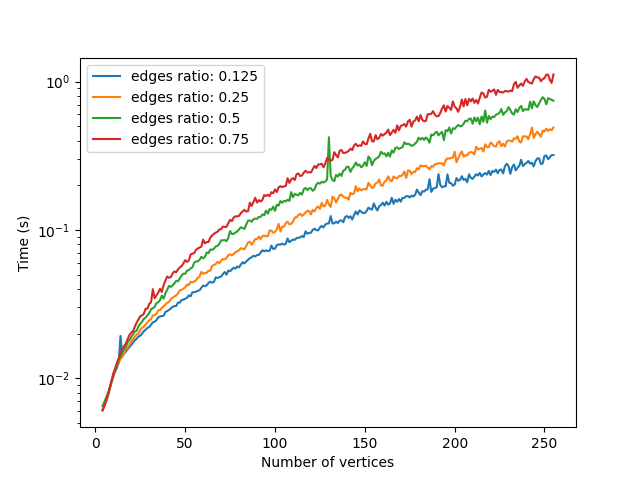 edges ratio: 0.125
edges ratio: 0.25
edges ratio: 0.5
edges ratio: 0.75
10⁰
10⁻¹
10⁻²
Time (s)
0 50 100 150 200 250
Number of vertices